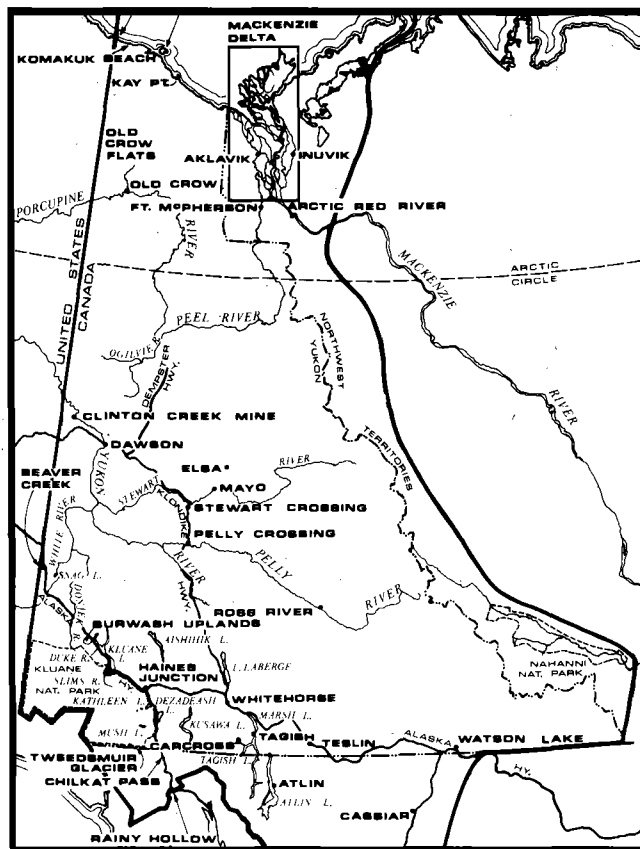 MACKENZIE
DELTA
KOMAKUK BEACH
KAY PT.
OLD
CROW
FLATS
AKLAVIK
INUVIK
OLD CROW
PORCUPINE
RIVER
FT. McPHERSON
ARCTIC RED RIVER
MACKENZIE
RIVER
ARCTIC
CIRCLE
UNITED STATES
CANADA
PEEL RIVER
OGILVIE R.
DEMPSTER
HWY.
NORTHWEST
YUKON
TERRITORIES
CLINTON CREEK MINE
DAWSON
YUKON
BEAVER
CREEK
ELSA
MAYO
RIVER
STEWART
KLONDIKE
STEWART CROSSING
PELLY CROSSING
WHITE RIVER
RIVER
HWY.
PELLY
RIVER
SNAG L.
DONJEK R.
ALASKA
ROSS RIVER
BURWASH UPLANDS
AISHIHIK L.
DUKE R.
KLUANE
L.
KLUANE
SLIMS R.
NAT. PARK
HY.
HAINES
JUNCTION
L. LABERGE
NAHANNI
NAT. PARK
KATHLEEN L.
DEZADEASH
L.
WHITEHORSE
MARSH L.
KUSAWA L.
MUSH L.
CARCROSS
TAGISH
TESLIN
ALASKA
WATSON LAKE
HY.
TAGISH L.
TWEEDSMUIR
GLACIER
CHILKAT PASS
ATLIN
ATLIN L.
CASSIAR
RAINY HOLLOW